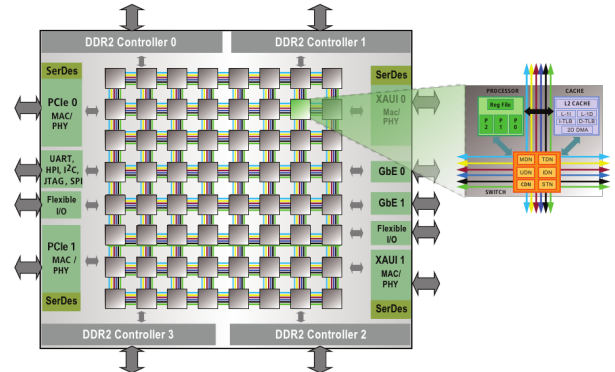 DDR2 Controller 0
DDR2 Controller 1
SerDes
PCIe 0
MAC/
PHY
UART,
HPI, I²C,
JTAG, SPI
Flexible
I/O
PCIe 1
MAC /
PHY
SerDes
SerDes
XAUI 0
MAC/
PHY
GbE 0
GbE 1
Flexible
I/O
XAUI 1
MAC/
PHY
SerDes
DDR2 Controller 3
DDR2 Controller 2
PROCESSOR
CACHE
Reg File
P
2
P
1
P
0
L2 CACHE
L-1I
L-1D
I-TLB
D-TLB
2D DMA
MDN
TDN
UDN
IDN
CDN
STN
SWITCH